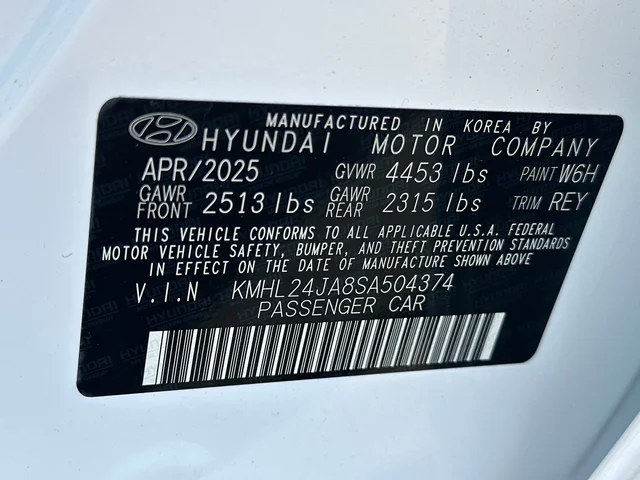 MANUFACTURED IN KOREA BY
HYUNDAI MOTOR COMPANY
APR/2025 GVWR 4453 lbs PAINT W6H
GAWR FRONT 2513 lbs GAWR REAR 2315 lbs TRIM REY
THIS VEHICLE CONFORMS TO ALL APPLICABLE U.S.A. FEDERAL
MOTOR VEHICLE SAFETY, BUMPER, AND THEFT PREVENTION STANDARDS
IN EFFECT ON THE DATE OF MANUFACTURE SHOWN ABOVE.
V.I.N KMHL24JA8SA504374
PASSENGER CAR